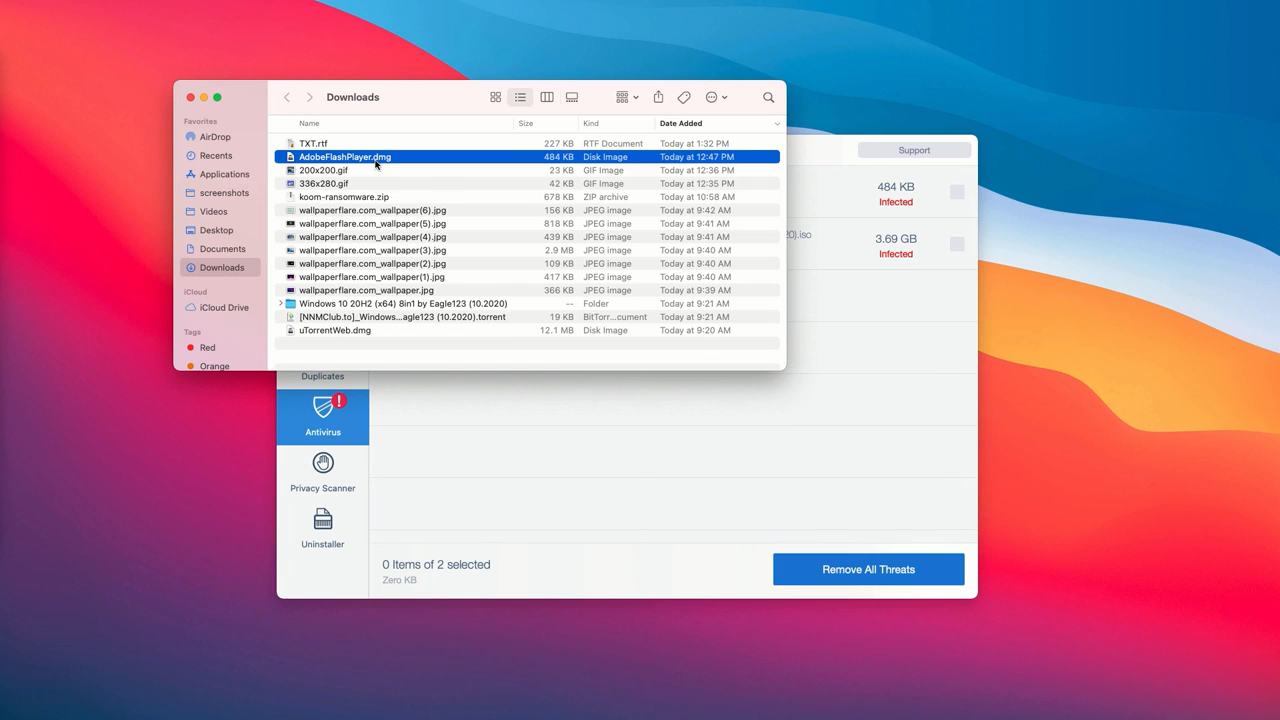 Downloads
Favorites
AirDrop
Recents
Applications
screenshots
Videos
Desktop
Documents
Downloads
iCloud
iCloud Drive
Tags
Red
Orange
Name Size Kind Date Added
TXT.rtf 227 KB RTF Document Today at 1:32 PM
AdobeFlashPlayer.dmg 484 KB Disk Image Today at 12:47 PM
200x200.gif 23 KB GIF Image Today at 12:36 PM
336x280.gif 42 KB GIF Image Today at 12:35 PM
koom-ransomware.zip 678 KB ZIP archive Today at 10:58 AM
wallpaperflare.com_wallpaper(6).jpg 156 KB JPEG image Today at 9:42 AM
wallpaperflare.com_wallpaper(5).jpg 818 KB JPEG image Today at 9:41 AM
wallpaperflare.com_wallpaper(4).jpg 439 KB JPEG image Today at 9:41 AM
wallpaperflare.com_wallpaper(3).jpg 2.9 MB JPEG image Today at 9:40 AM
wallpaperflare.com_wallpaper(2).jpg 109 KB JPEG image Today at 9:40 AM
wallpaperflare.com_wallpaper(1).jpg 417 KB JPEG image Today at 9:40 AM
wallpaperflare.com_wallpaper.jpg 366 KB JPEG image Today at 9:39 AM
Windows 10 20H2 (x64) 8in1 by Eagle123 (10.2020) -- Folder Today at 9:21 AM
[NNMClub.to]_Windows...agle123 (10.2020).torrent 19 KB BitTorr...cument Today at 9:21 AM
uTorrentWeb.dmg 12.1 MB Disk Image Today at 9:20 AM
Support
484 KB
Infected
20).iso
3.69 GB
Infected
Duplicates
!
Antivirus
Privacy Scanner
Uninstaller
0 Items of 2 selected
Zero KB
Remove All Threats